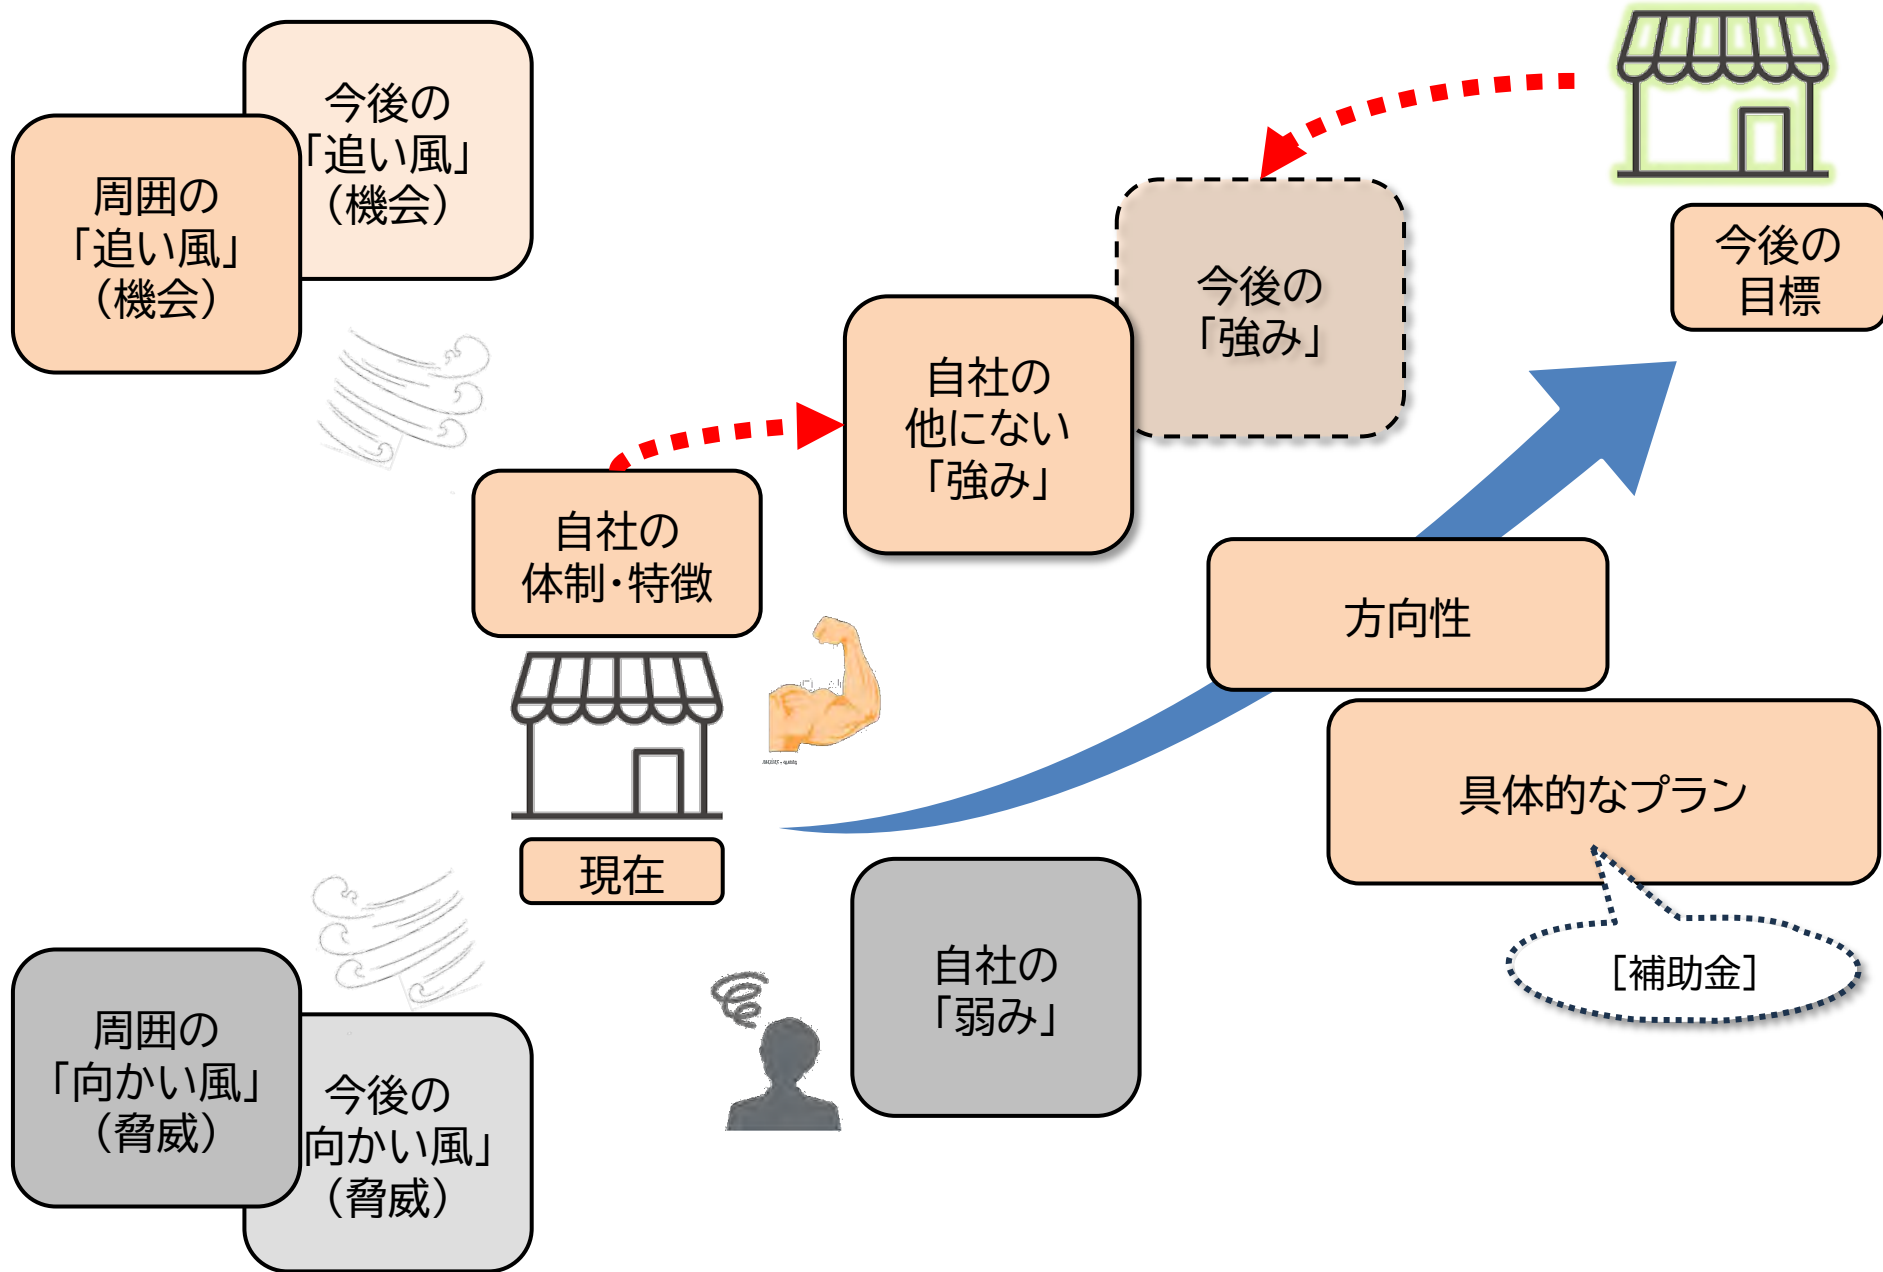 今後の
「追い風」
（機会）
周囲の
「追い風」
（機会）
今後の
目標
今後の
「強み」
自社の
他にない
「強み」
自社の
体制・特徴
方向性
具体的なプラン
現在
［補助金］
自社の
「弱み」
周囲の
「向かい風」
（脅威）
今後の
向かい風」
（脅威）